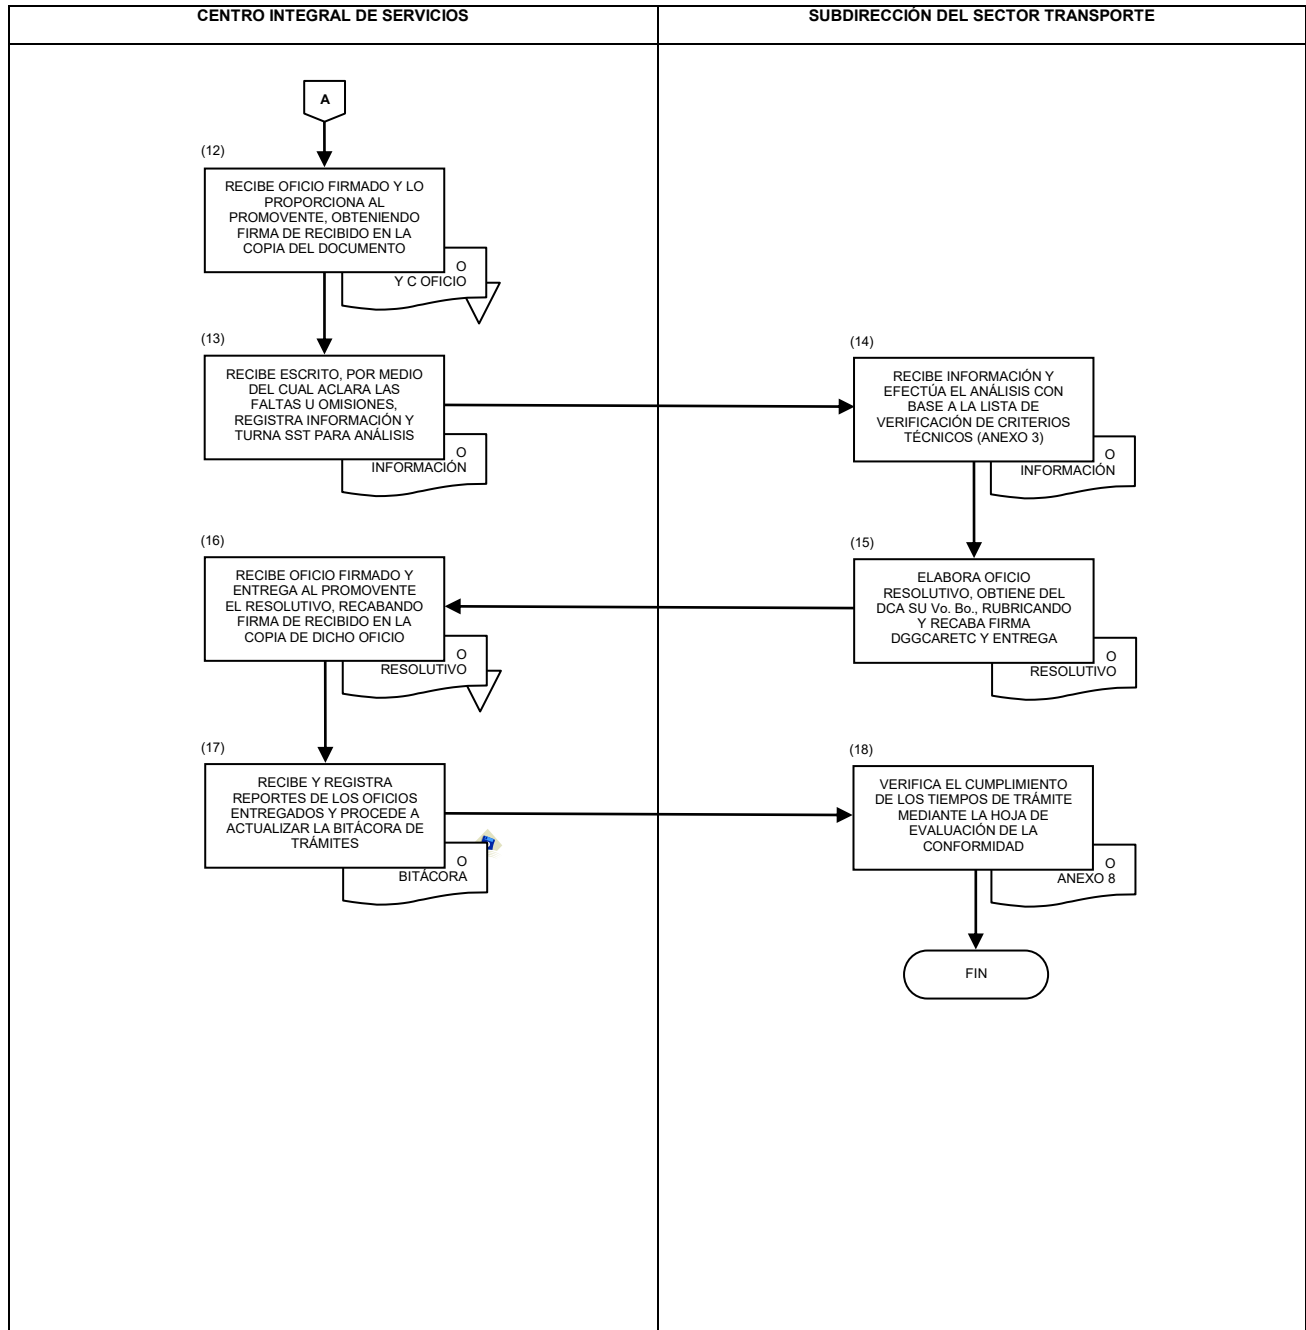 CENTRO INTEGRAL DE SERVICIOS
SUBDIRECCIÓN DEL SECTOR TRANSPORTE
A
(12)
RECIBE OFICIO FIRMADO Y LO
PROPORCIONA AL
PROMOVENTE, OBTENIENDO
FIRMA DE RECIBIDO EN LA
COPIA DEL DOCUMENTO
O
Y C OFICIO
(13)
RECIBE ESCRITO, POR MEDIO
DEL CUAL ACLARA LAS
FALTAS U OMISIONES,
REGISTRA INFORMACIÓN Y
TURNA SST PARA ANÁLISIS
O
INFORMACIÓN
(14)
RECIBE INFORMACIÓN Y
EFECTÚA EL ANÁLISIS CON
BASE A LA LISTA DE
VERIFICACIÓN DE CRITERIOS
TÉCNICOS (ANEXO 3)
O
INFORMACIÓN
(15)
ELABORA OFICIO
RESOLUTIVO, OBTIENE DEL
DCA SU Vo. Bo., RUBRICANDO
Y RECABA FIRMA
DGGCARETC Y ENTREGA
O
RESOLUTIVO
(16)
RECIBE OFICIO FIRMADO Y
ENTREGA AL PROMOVENTE
EL RESOLUTIVO, RECABANDO
FIRMA DE RECIBIDO EN LA
COPIA DE DICHO OFICIO
O
RESOLUTIVO
(17)
RECIBE Y REGISTRA
REPORTES DE LOS OFICIOS
ENTREGADOS Y PROCEDE A
ACTUALIZAR LA BITÁCORA DE
TRÁMITES
O
BITÁCORA
(18)
VERIFICA EL CUMPLIMIENTO
DE LOS TIEMPOS DE TRÁMITE
MEDIANTE LA HOJA DE
EVALUACIÓN DE LA
CONFORMIDAD
O
ANEXO 8
FIN